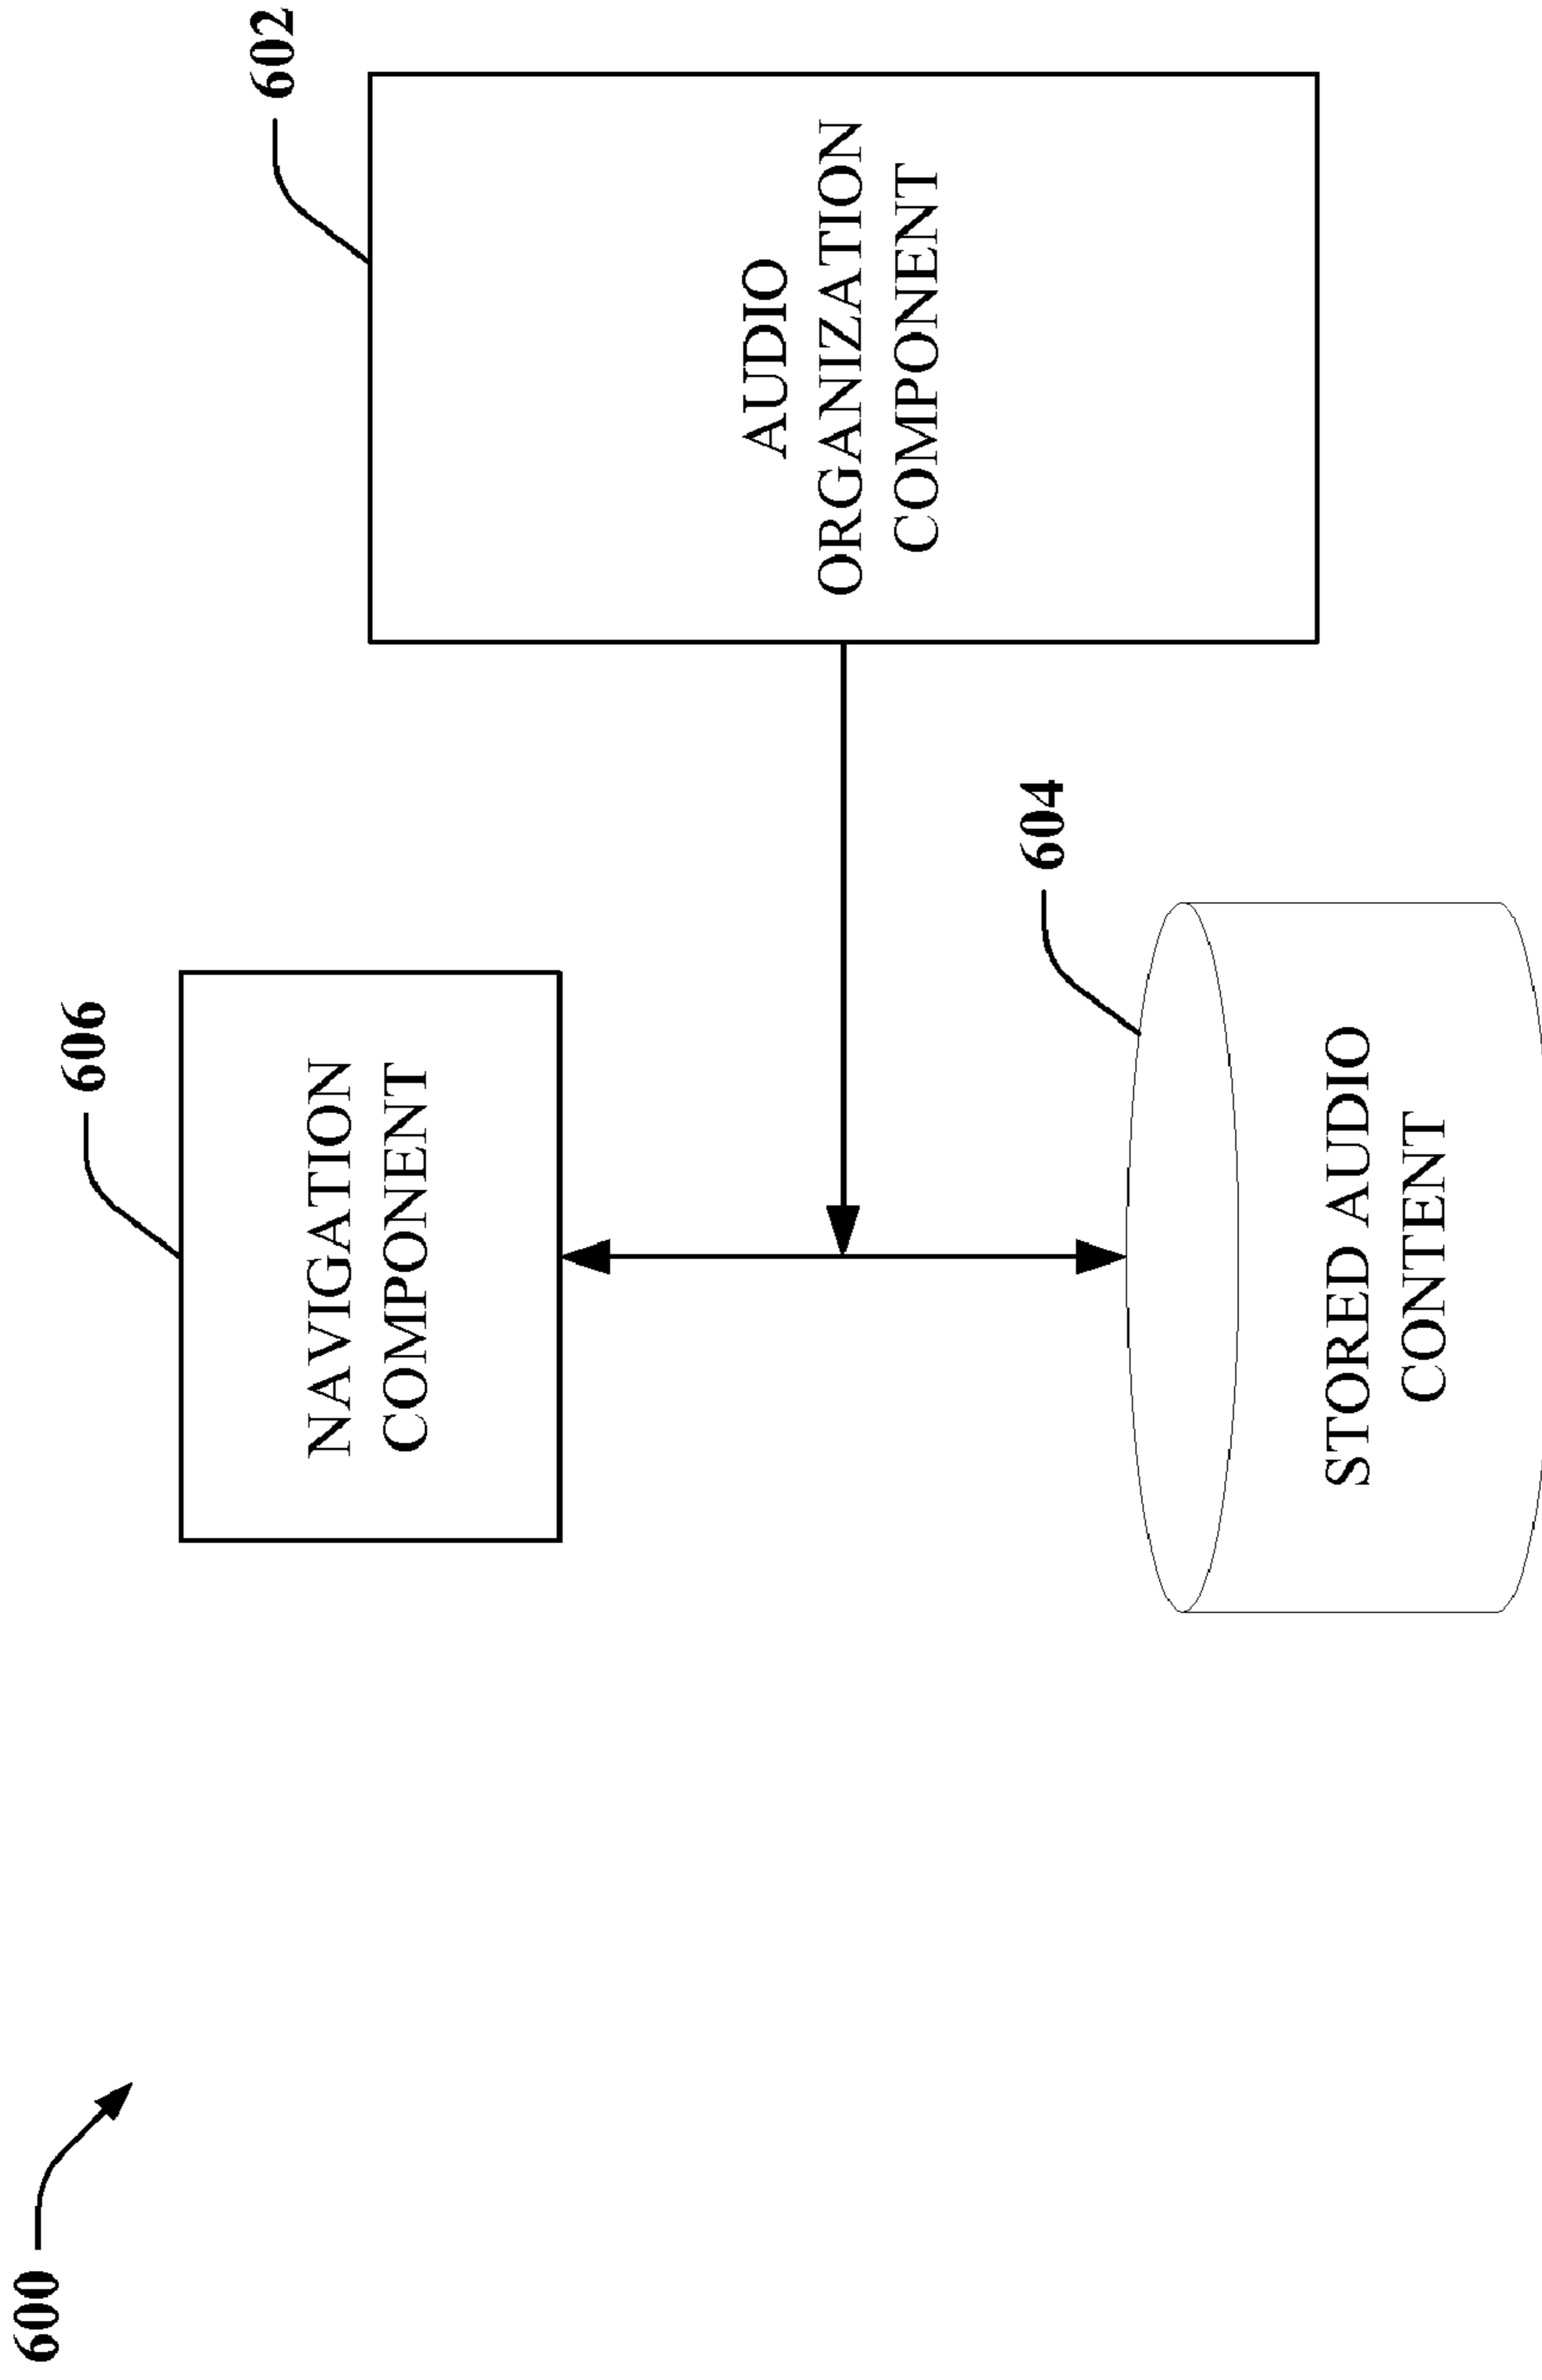 600
606
NAVIGATION
COMPONENT
602
AUDIO
ORGANIZATION
COMPONENT
604
STORED AUDIO
CONTENT